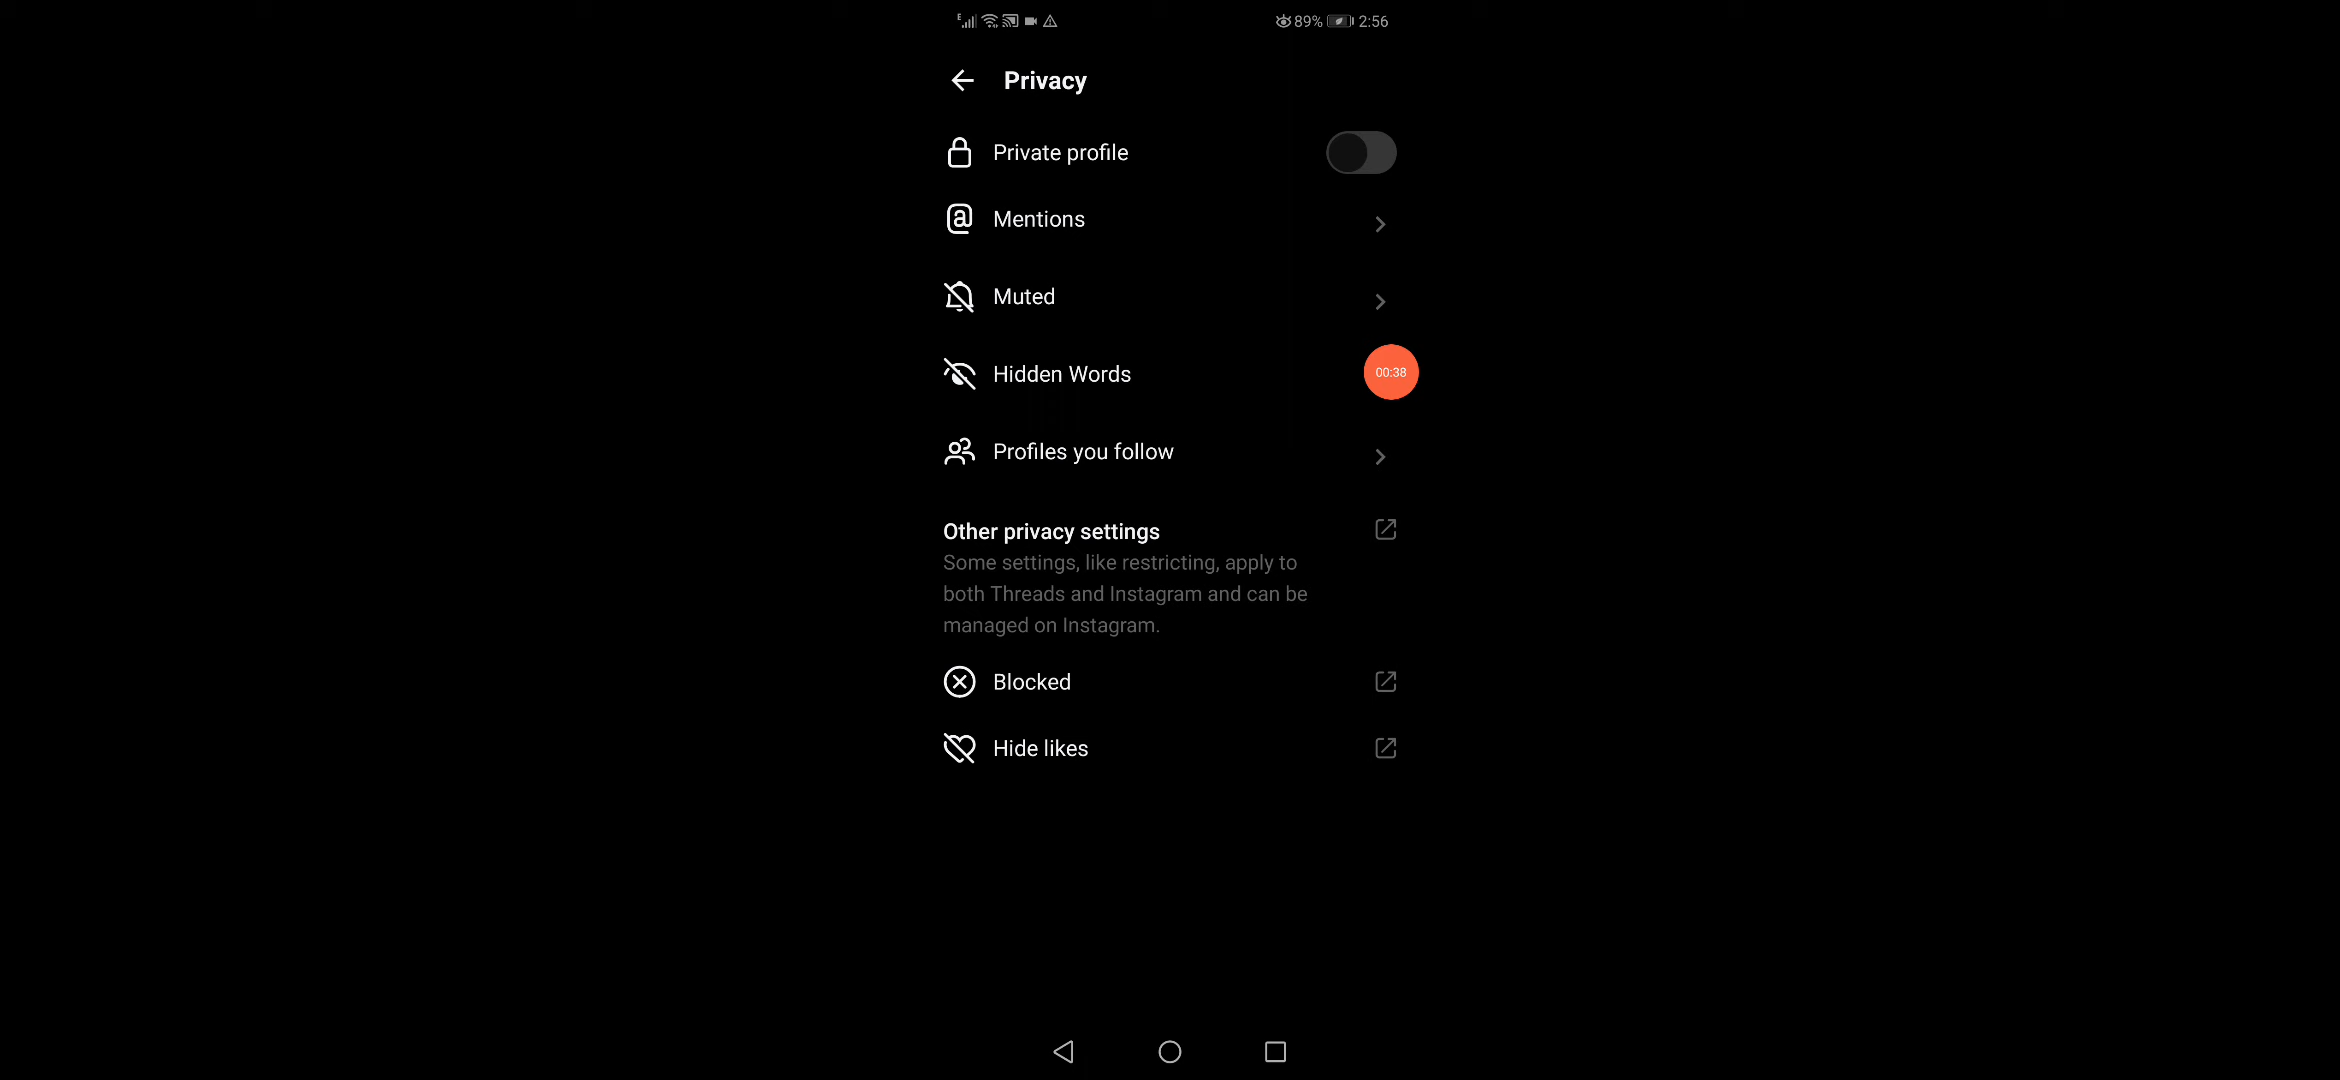 E 89% 2:56
Privacy
Private profile
Mentions
Muted
Hidden Words
00:38
Profiles you follow
Other privacy settings
Some settings, like restricting, apply to
both Threads and Instagram and can be
managed on Instagram.
Blocked
Hide likes